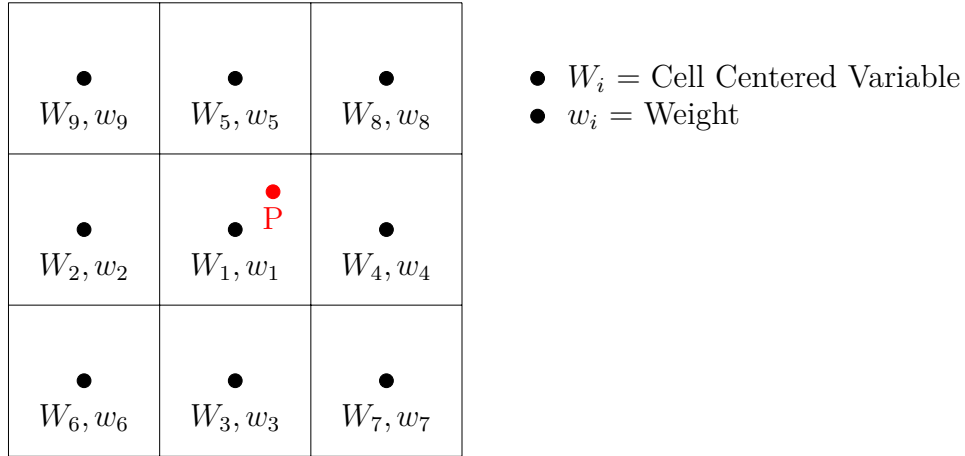 W₉, w₉ W₅, w₅ W₈, w₈
P
W₂, w₂ W₁, w₁ W₄, w₄
W₆, w₆ W₃, w₃ W₇, w₇
● Wᵢ = Cell Centered Variable
● wᵢ = Weight